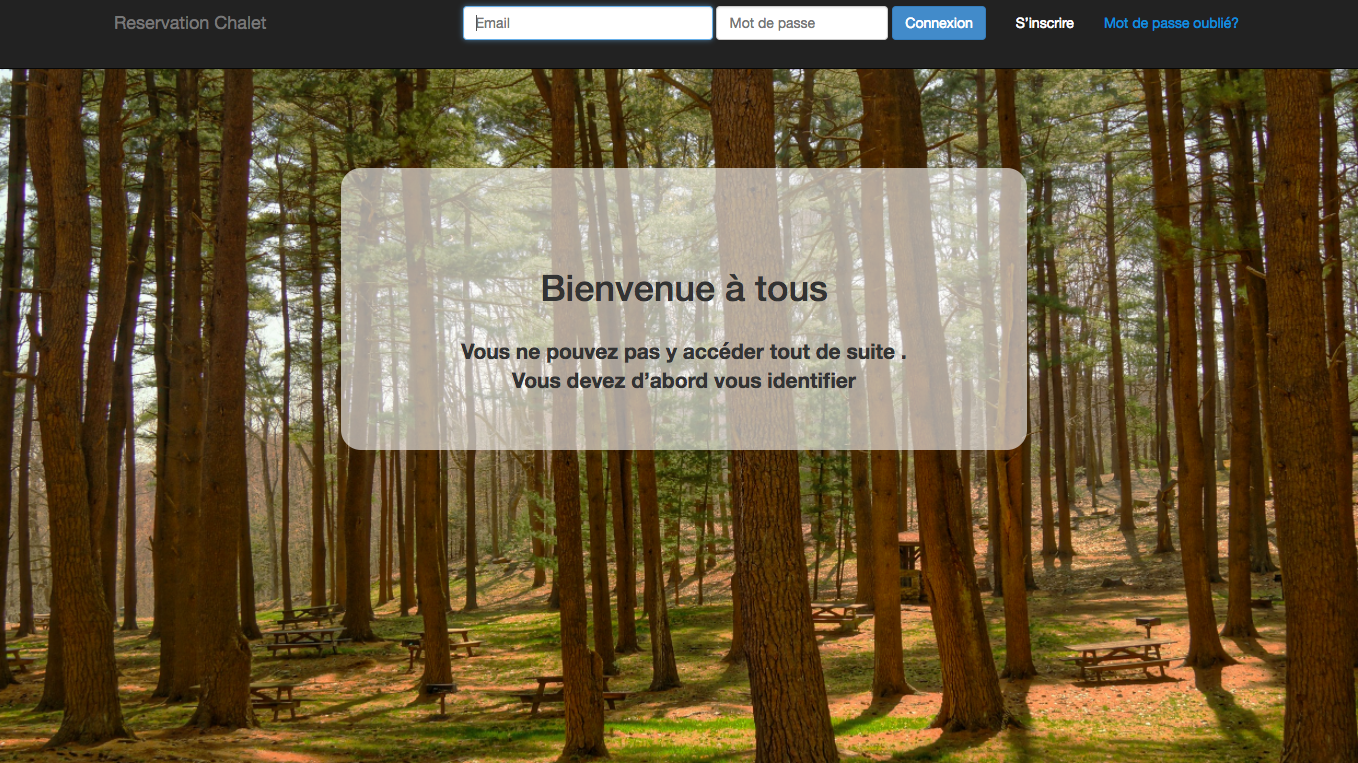 Reservation Chalet
Email
Mot de passe
Connexion
S'inscrire
Mot de passe oublié?
Bienvenue à tous
Vous ne pouvez pas y accéder tout de suite .
Vous devez d’abord vous identifier